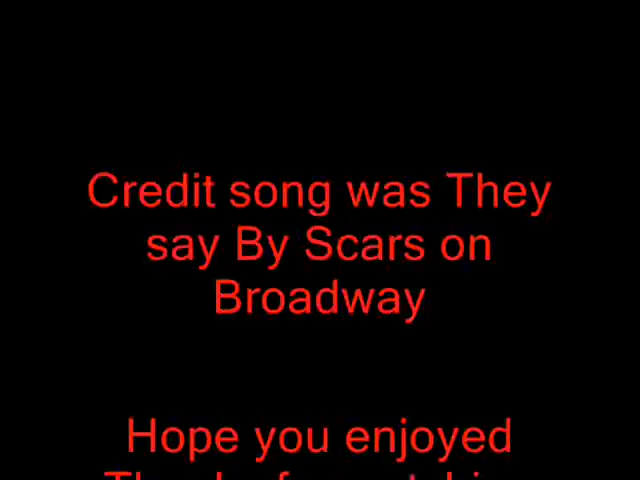 Credit song was They
say By Scars on
Broadway
Hope you enjoyed